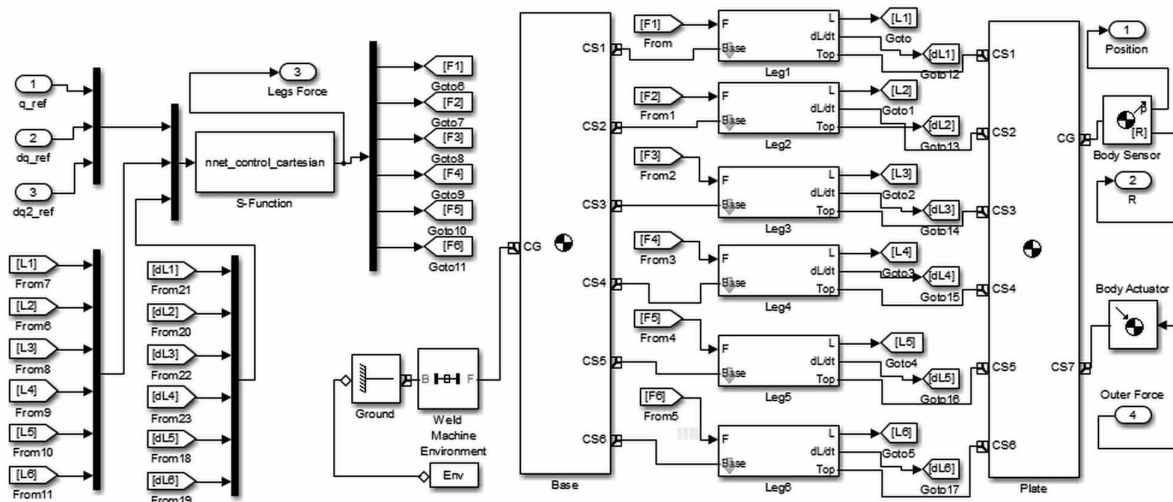 1
q_ref
2
dq_ref
3
dq2_ref
nnet_control_cartesian
S-Function
3
Legs Force
[F1]
Goto6
[F2]
Goto7
[F3]
Goto8
[F4]
Goto9
[F5]
Goto10
[F6]
Goto11
[L1]
From7
[L2]
From6
[L3]
From8
[L4]
From9
[L5]
From10
[L6]
From11
[dL1]
From21
[dL2]
From20
[dL3]
From22
[dL4]
From23
[dL5]
From18
[dL6]
From19
Ground
B F
Weld
Machine
Environment
Env
CG
CS1
CS2
CS3
CS4
CS5
CS6
Base
[F1]
From
F L
dL/dt
Base Top
Leg1
[L1]
Goto
[dL1]
Goto12
[F2]
From1
F L
dL/dt
Base Top
Leg2
[L2]
Goto1
[dL2]
Goto13
[F3]
From2
F L
dL/dt
Base Top
Leg3
[L3]
Goto2
[dL3]
Goto14
[F4]
From3
F L
dL/dt
Base Top
Leg4
[L4]
Goto3
[dL4]
Goto15
[F5]
From4
F L
dL/dt
Base Top
Leg5
[L5]
Goto4
[dL5]
Goto16
[F6]
From5
F L
dL/dt
Base Top
Leg6
[L6]
Goto5
[dL6]
Goto17
CS1
CS2
CS3
CS4
CS5
CS6
CG
CS7
Plate
1
Position
[R]
Body Sensor
2
R
Body Actuator
Outer Force
4